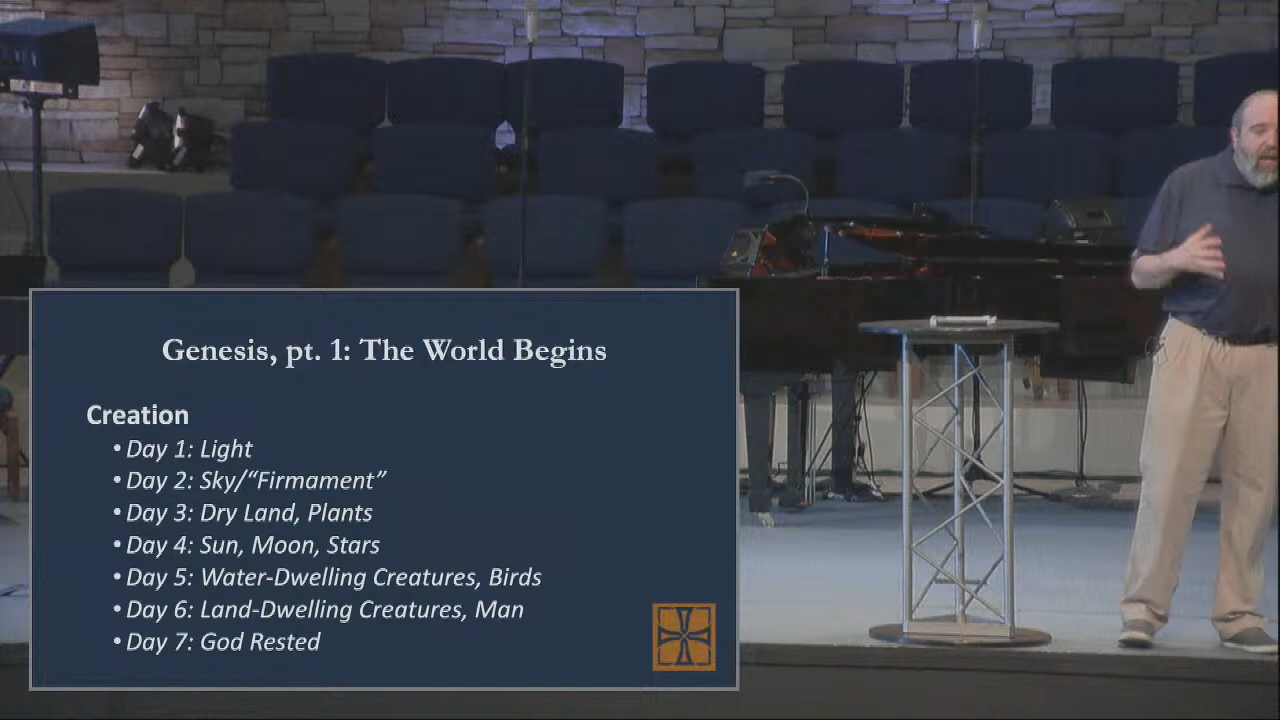 Genesis, pt. 1: The World Begins
Creation
• Day 1: Light
• Day 2: Sky/“Firmament”
• Day 3: Dry Land, Plants
• Day 4: Sun, Moon, Stars
• Day 5: Water-Dwelling Creatures, Birds
• Day 6: Land-Dwelling Creatures, Man
• Day 7: God Rested